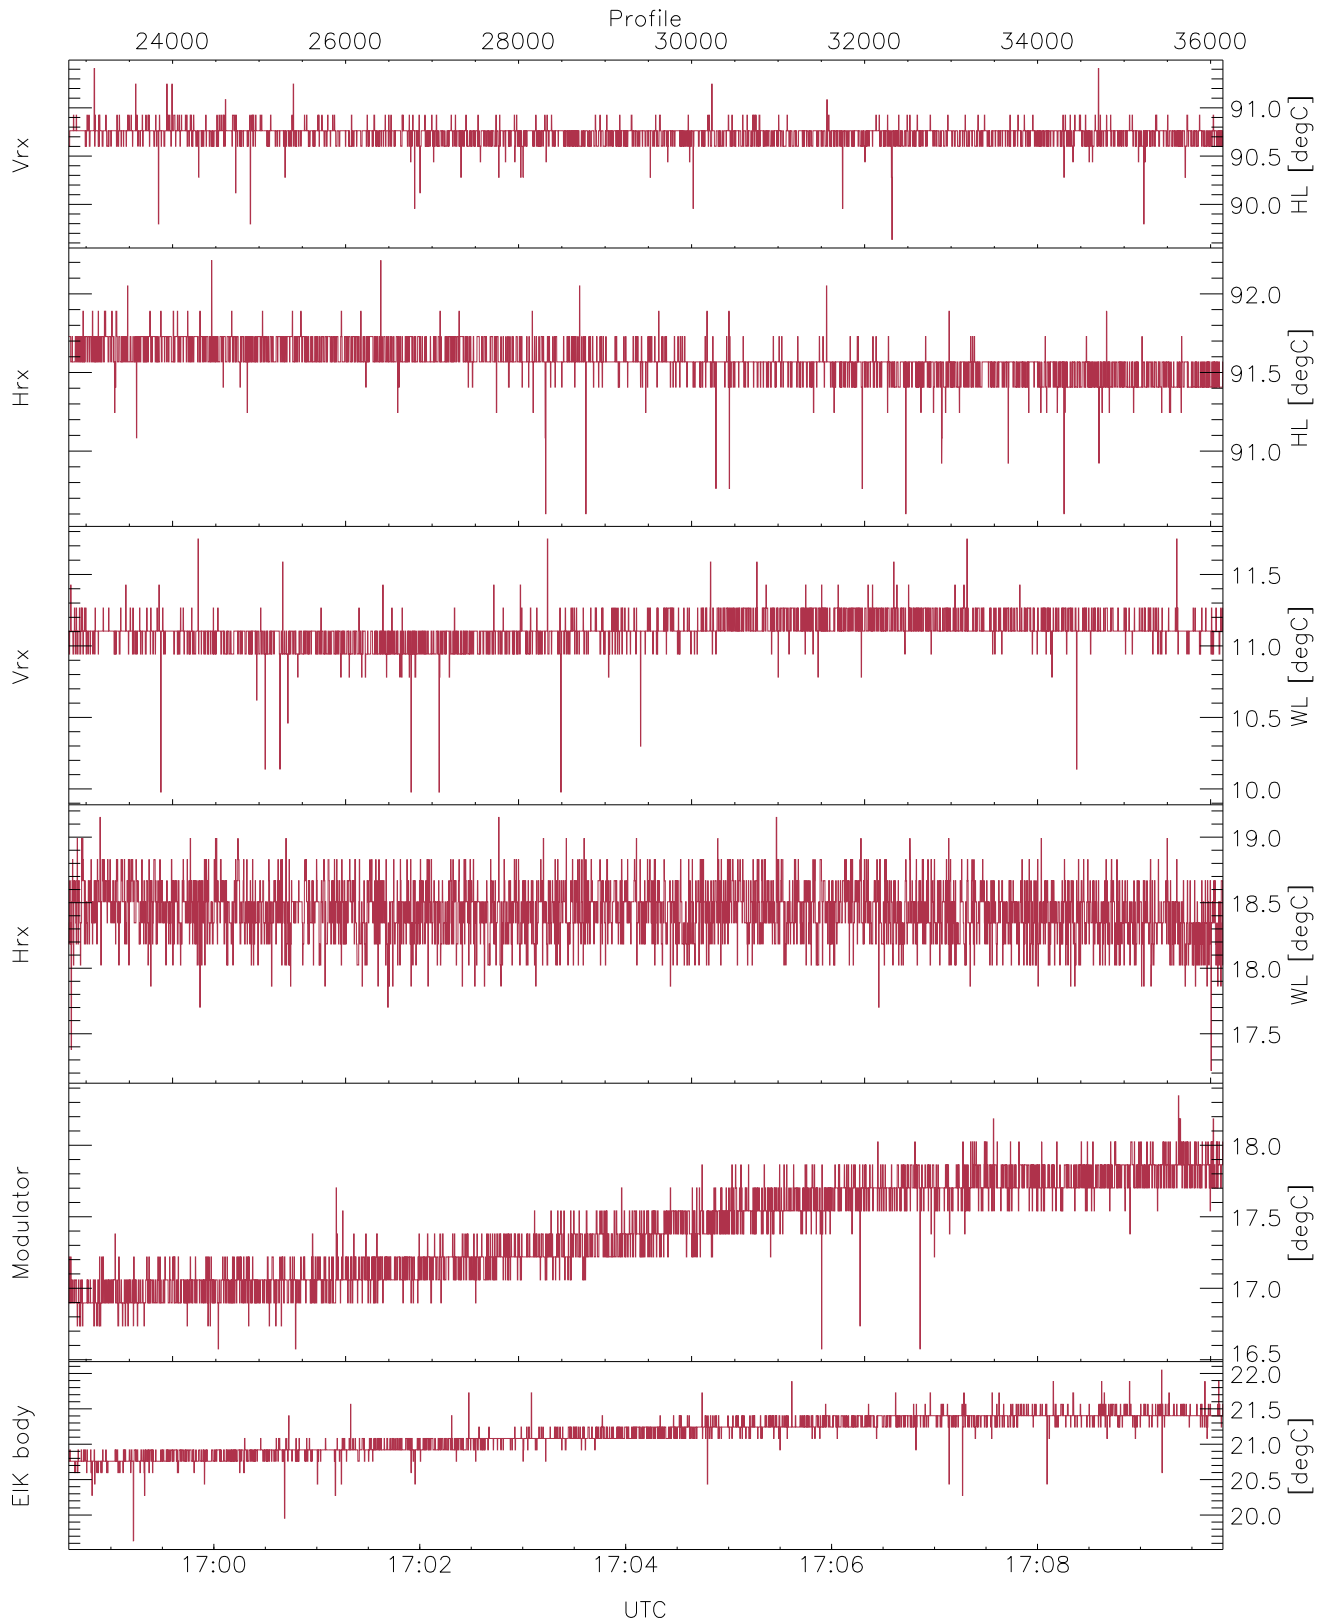 Profile
24000 26000 28000 30000 32000 34000 36000
Vrx
91.0
90.5
90.0
HL [degC]
Hrx
92.0
91.5
91.0
HL [degC]
Vrx
11.5
11.0
10.5
10.0
WL [degC]
Hrx
19.0
18.5
18.0
17.5
WL [degC]
Modulator
18.0
17.5
17.0
16.5
[degC]
EIK body
22.0
21.5
21.0
20.5
20.0
[degC]
17:00 17:02 17:04 17:06 17:08
UTC